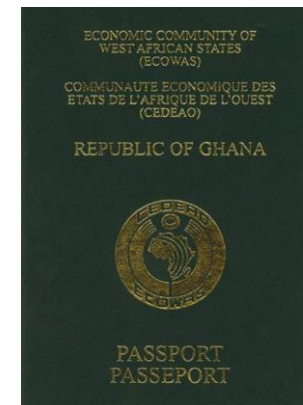 ECONOMIC COMMUNITY OF
WEST AFRICAN STATES
(ECOWAS)
COMMUNAUTE ECONOMIQUE DES
ETATS DE L'AFRIQUE DE L'OUEST
(CEDEAO)
REPUBLIC OF GHANA
CEDEAO
ECOWAS
PASSPORT
PASSEPORT